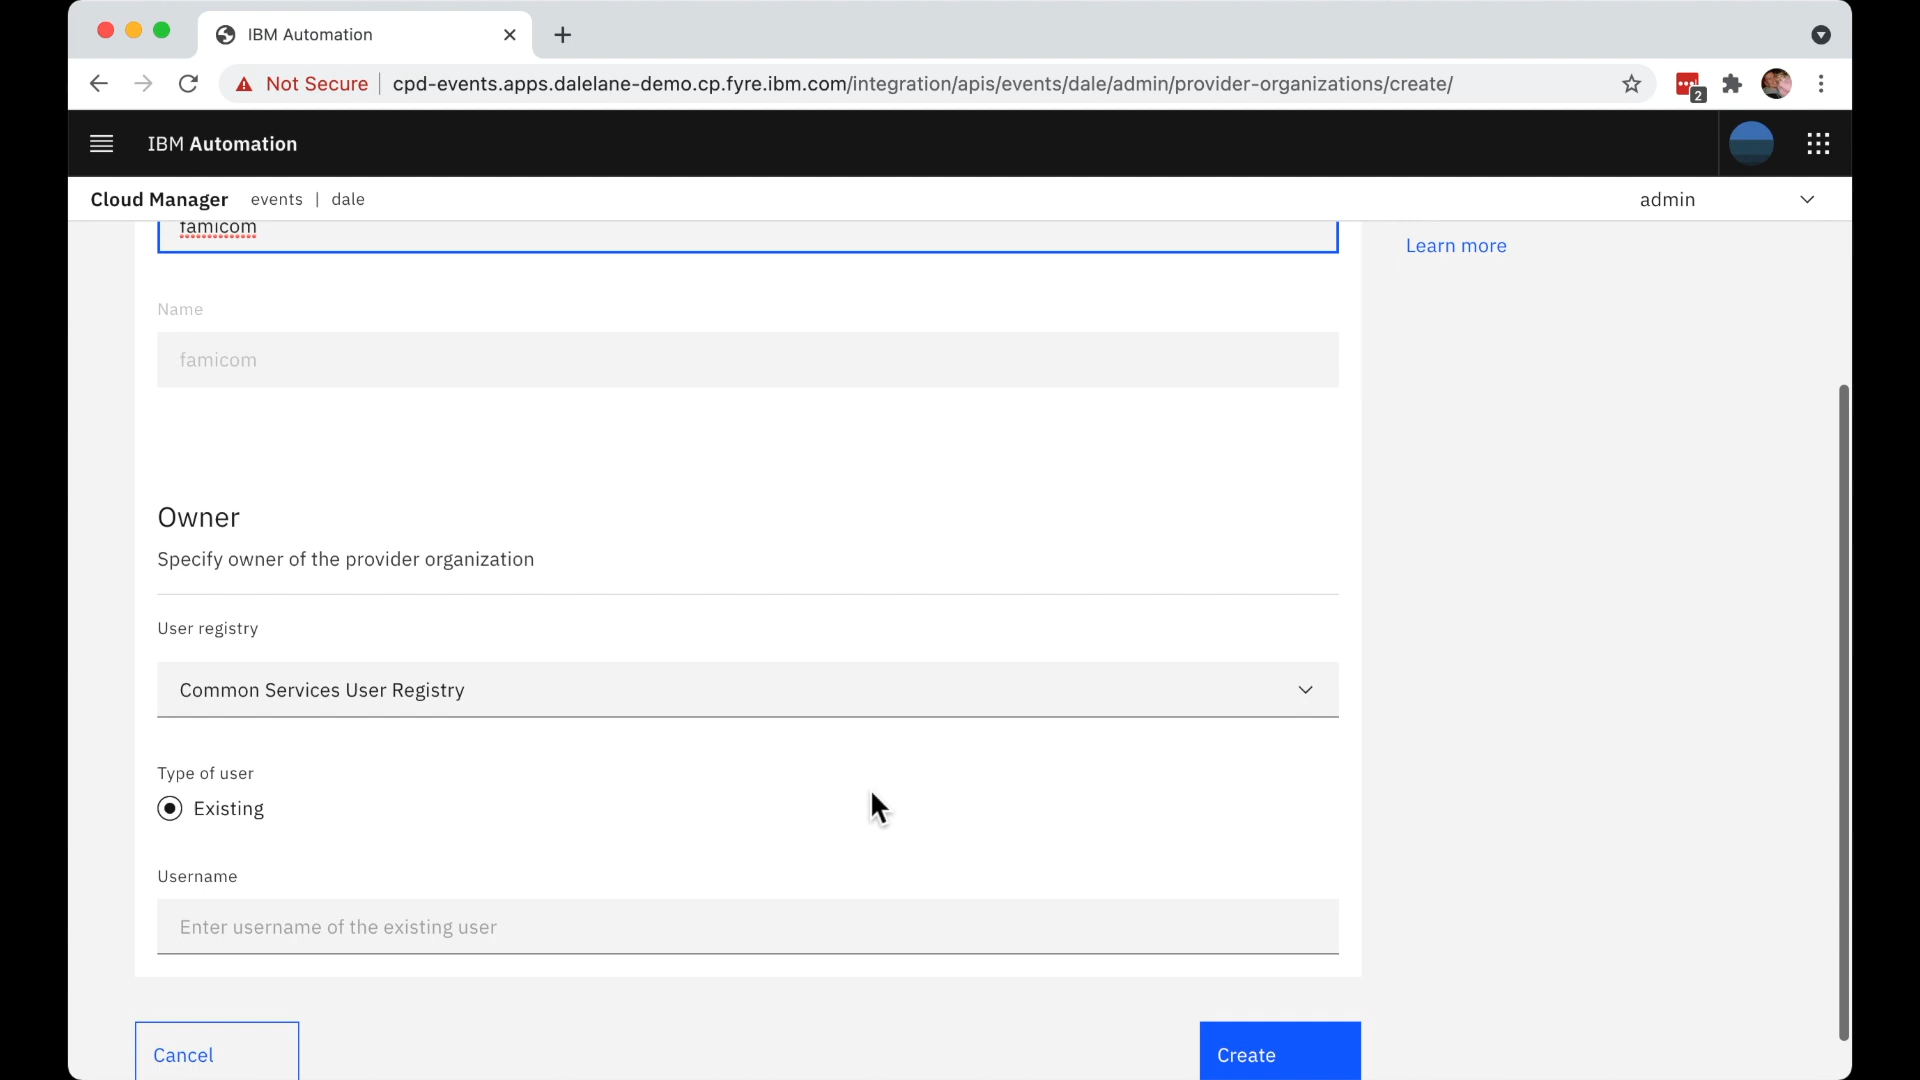 IBM Automation
Not Secure
cpd-events.apps.dalelane-demo.cp.fyre.ibm.com/integration/apis/events/dale/admin/provider-organizations/create/
2
IBM Automation
Cloud Manager events | dale
admin
famicom
Learn more
Name
famicom
Owner
Specify owner of the provider organization
User registry
Common Services User Registry
Type of user
Existing
Username
Enter username of the existing user
Cancel
Create